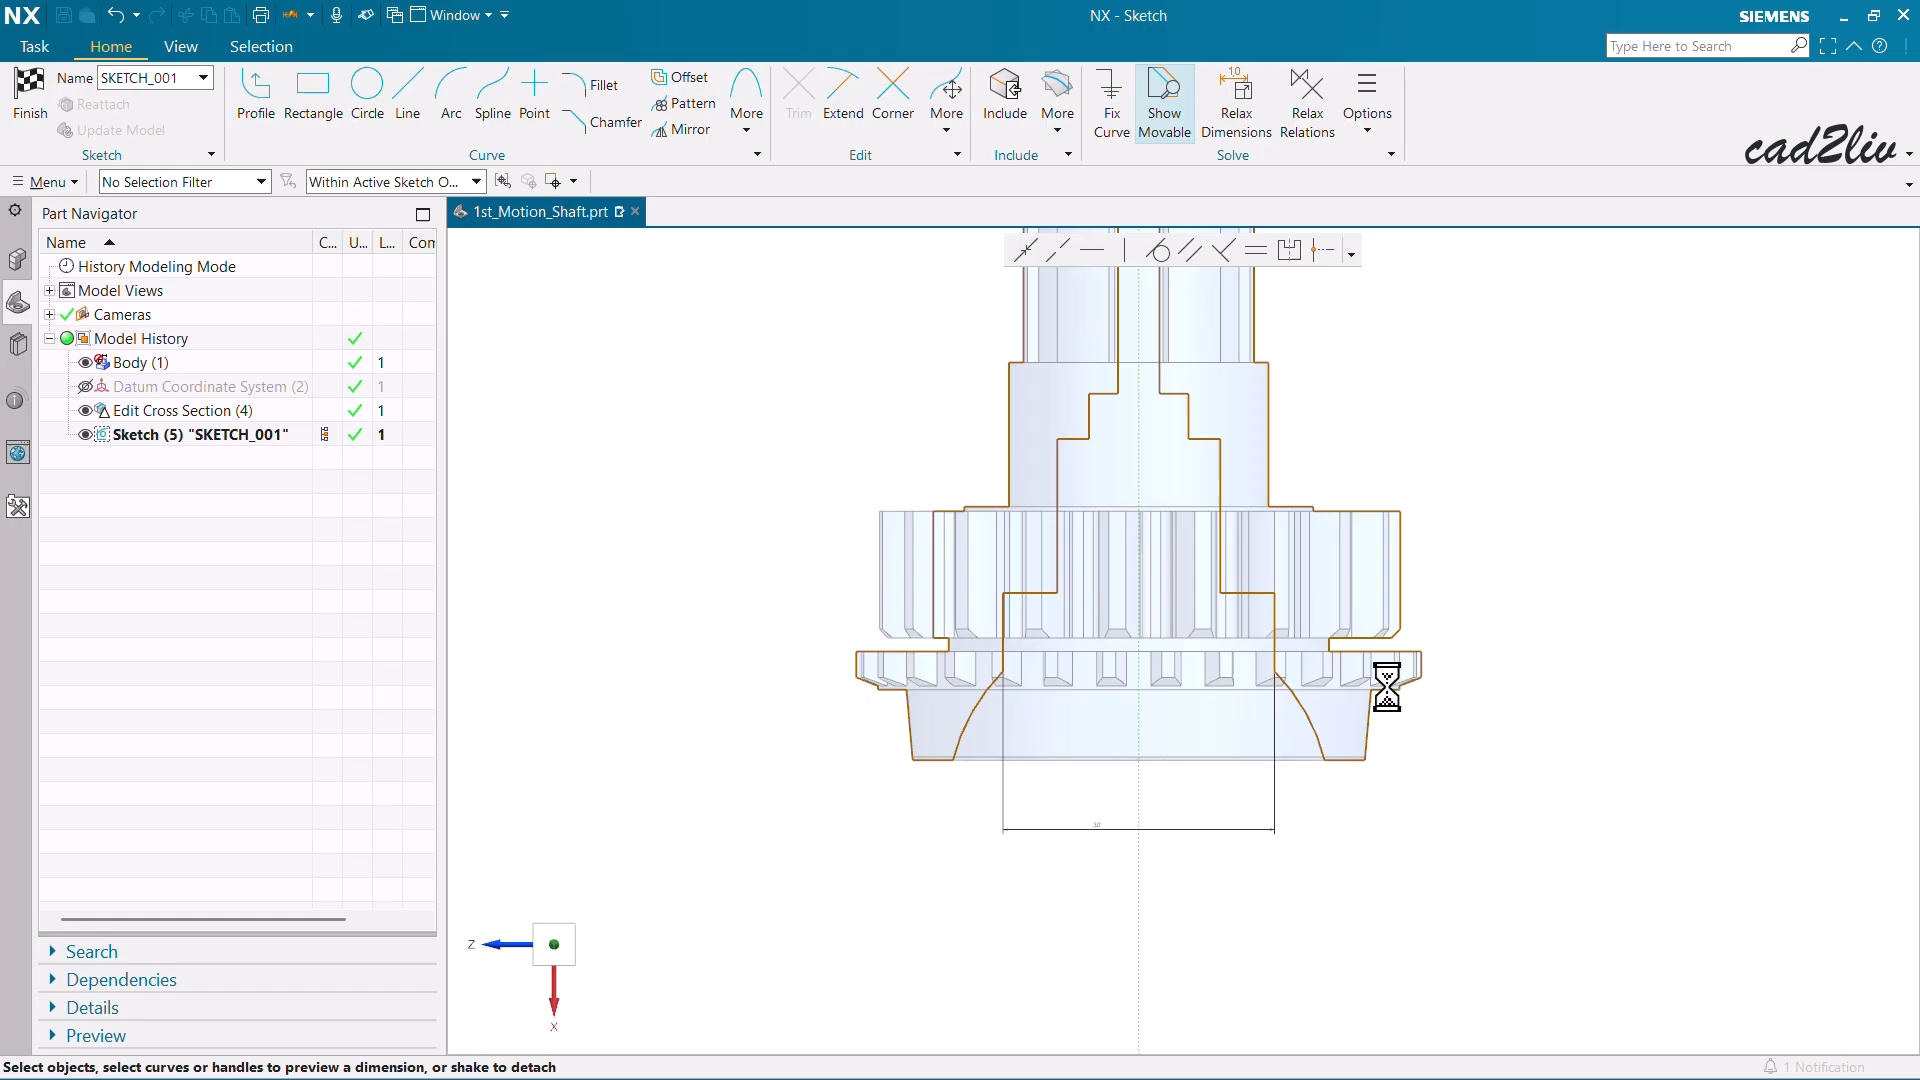 NX
Window
NX - Sketch
SIEMENS
Task
Home
View
Selection
Type Here to Search
Name
SKETCH_001
Reattach
Update Model
Finish
Sketch
Profile
Rectangle
Circle
Line
Arc
Spline
Point
Fillet
Chamfer
Offset
Pattern
Mirror
More
Curve
Trim
Extend
Corner
More
Edit
Include
More
Include
Fix
Curve
Show
Movable
1.0
Relax
Dimensions
Relax
Relations
Options
Solve
cad2liv
Menu
No Selection Filter
Within Active Sketch O...
Part Navigator
1st_Motion_Shaft.prt
Name
C...
U...
L...
Com
History Modeling Mode
Model Views
Cameras
Model History
Body (1)
1
Datum Coordinate System (2)
1
Edit Cross Section (4)
1
Sketch (5) "SKETCH_001"
1
30
Z
X
Search
Dependencies
Details
Preview
Select objects, select curves or handles to preview a dimension, or shake to detach
1 Notification